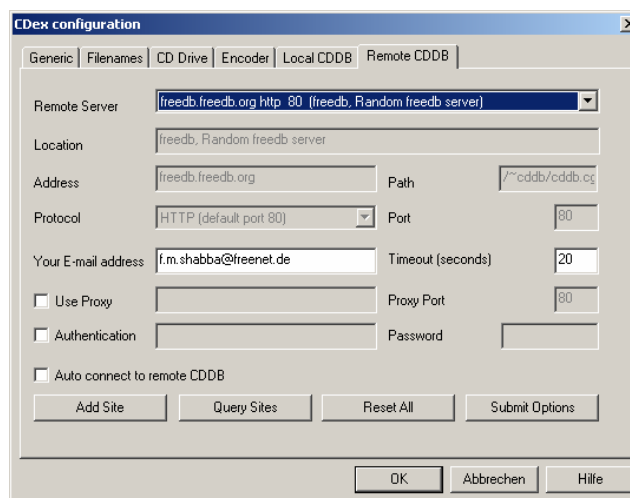 CDex configuration
Generic Filenames CD Drive Encoder Local CDDB Remote CDDB
Remote Server freedb.freedb.org http 80 (freedb, Random freedb server)
Location freedb, Random freedb server
Address freedb.freedb.org Path /~cddb/cddb.cg
Protocol HTTP (default port 80) Port 80
Your E-mail address f.m.shabba@freenet.de Timeout (seconds) 20
Use Proxy Proxy Port 80
Authentication Password
Auto connect to remote CDDB
Add Site Query Sites Reset All Submit Options
OK Abbrechen Hilfe